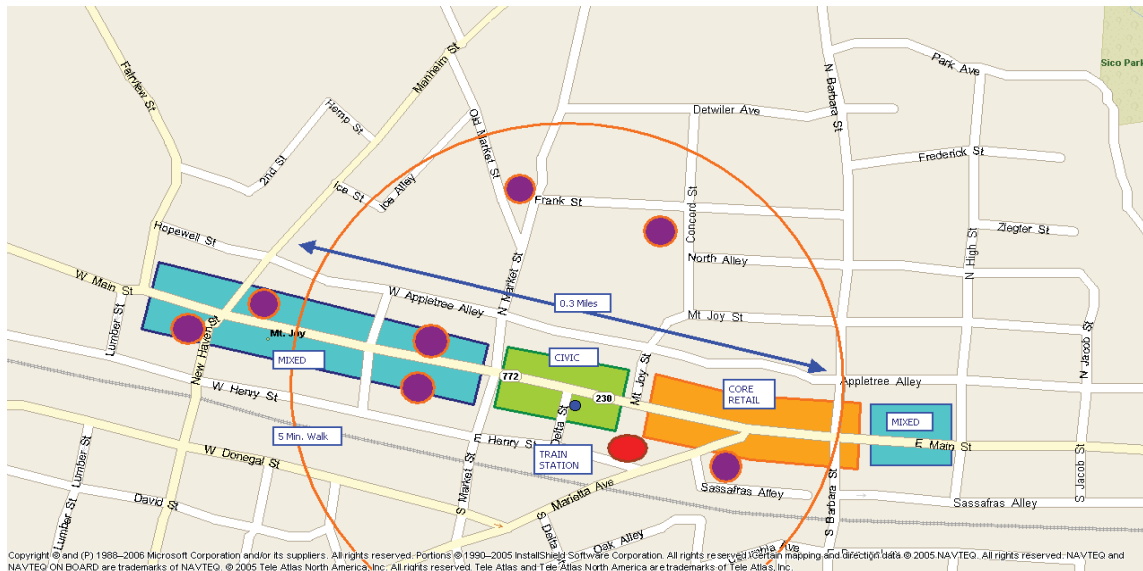 Sico Park
Park Ave
Fairview St
Manheim St
N Barbara St
Detwiler Ave
Hemp St
Old Market St
2nd St
Frederick St
Ice St
Ice Alley
Frank St
Concord St
Ziegler St
Hopewell St
North Alley
N High St
W Main St
0.3 Miles
W Appletree Alley
N Market St
Mt Joy St
Lumber St
Mt. Joy
New Haven St
MIXED
CIVIC
N Jacob St
772
Mt Joy St
CORE
RETAIL
Appletree Alley
230
W Henry St
Delta St
MIXED
5 Min. Walk
E Henry St
E Main St
TRAIN
STATION
W Donegal St
Lumber St
S Market St
Marietta Ave
Sassafras Alley
Sassafras Alley
S Jacob St
David St
Lumber St
S Delta St
Oak Alley
S Barbara St
Columbia Ave
Copyright © and (P) 1988–2006 Microsoft Corporation and/or its suppliers. All rights reserved. Portions © 1990–2005 InstallShield Software Corporation. All rights reserved. Certain mapping and direction data © 2005 NAVTEQ. All rights reserved. NAVTEQ and
NAVTEQ ON BOARD are trademarks of NAVTEQ. © 2005 Tele Atlas North America, Inc. All rights reserved. Tele Atlas and Tele Atlas North America are trademarks of Tele Atlas, Inc.